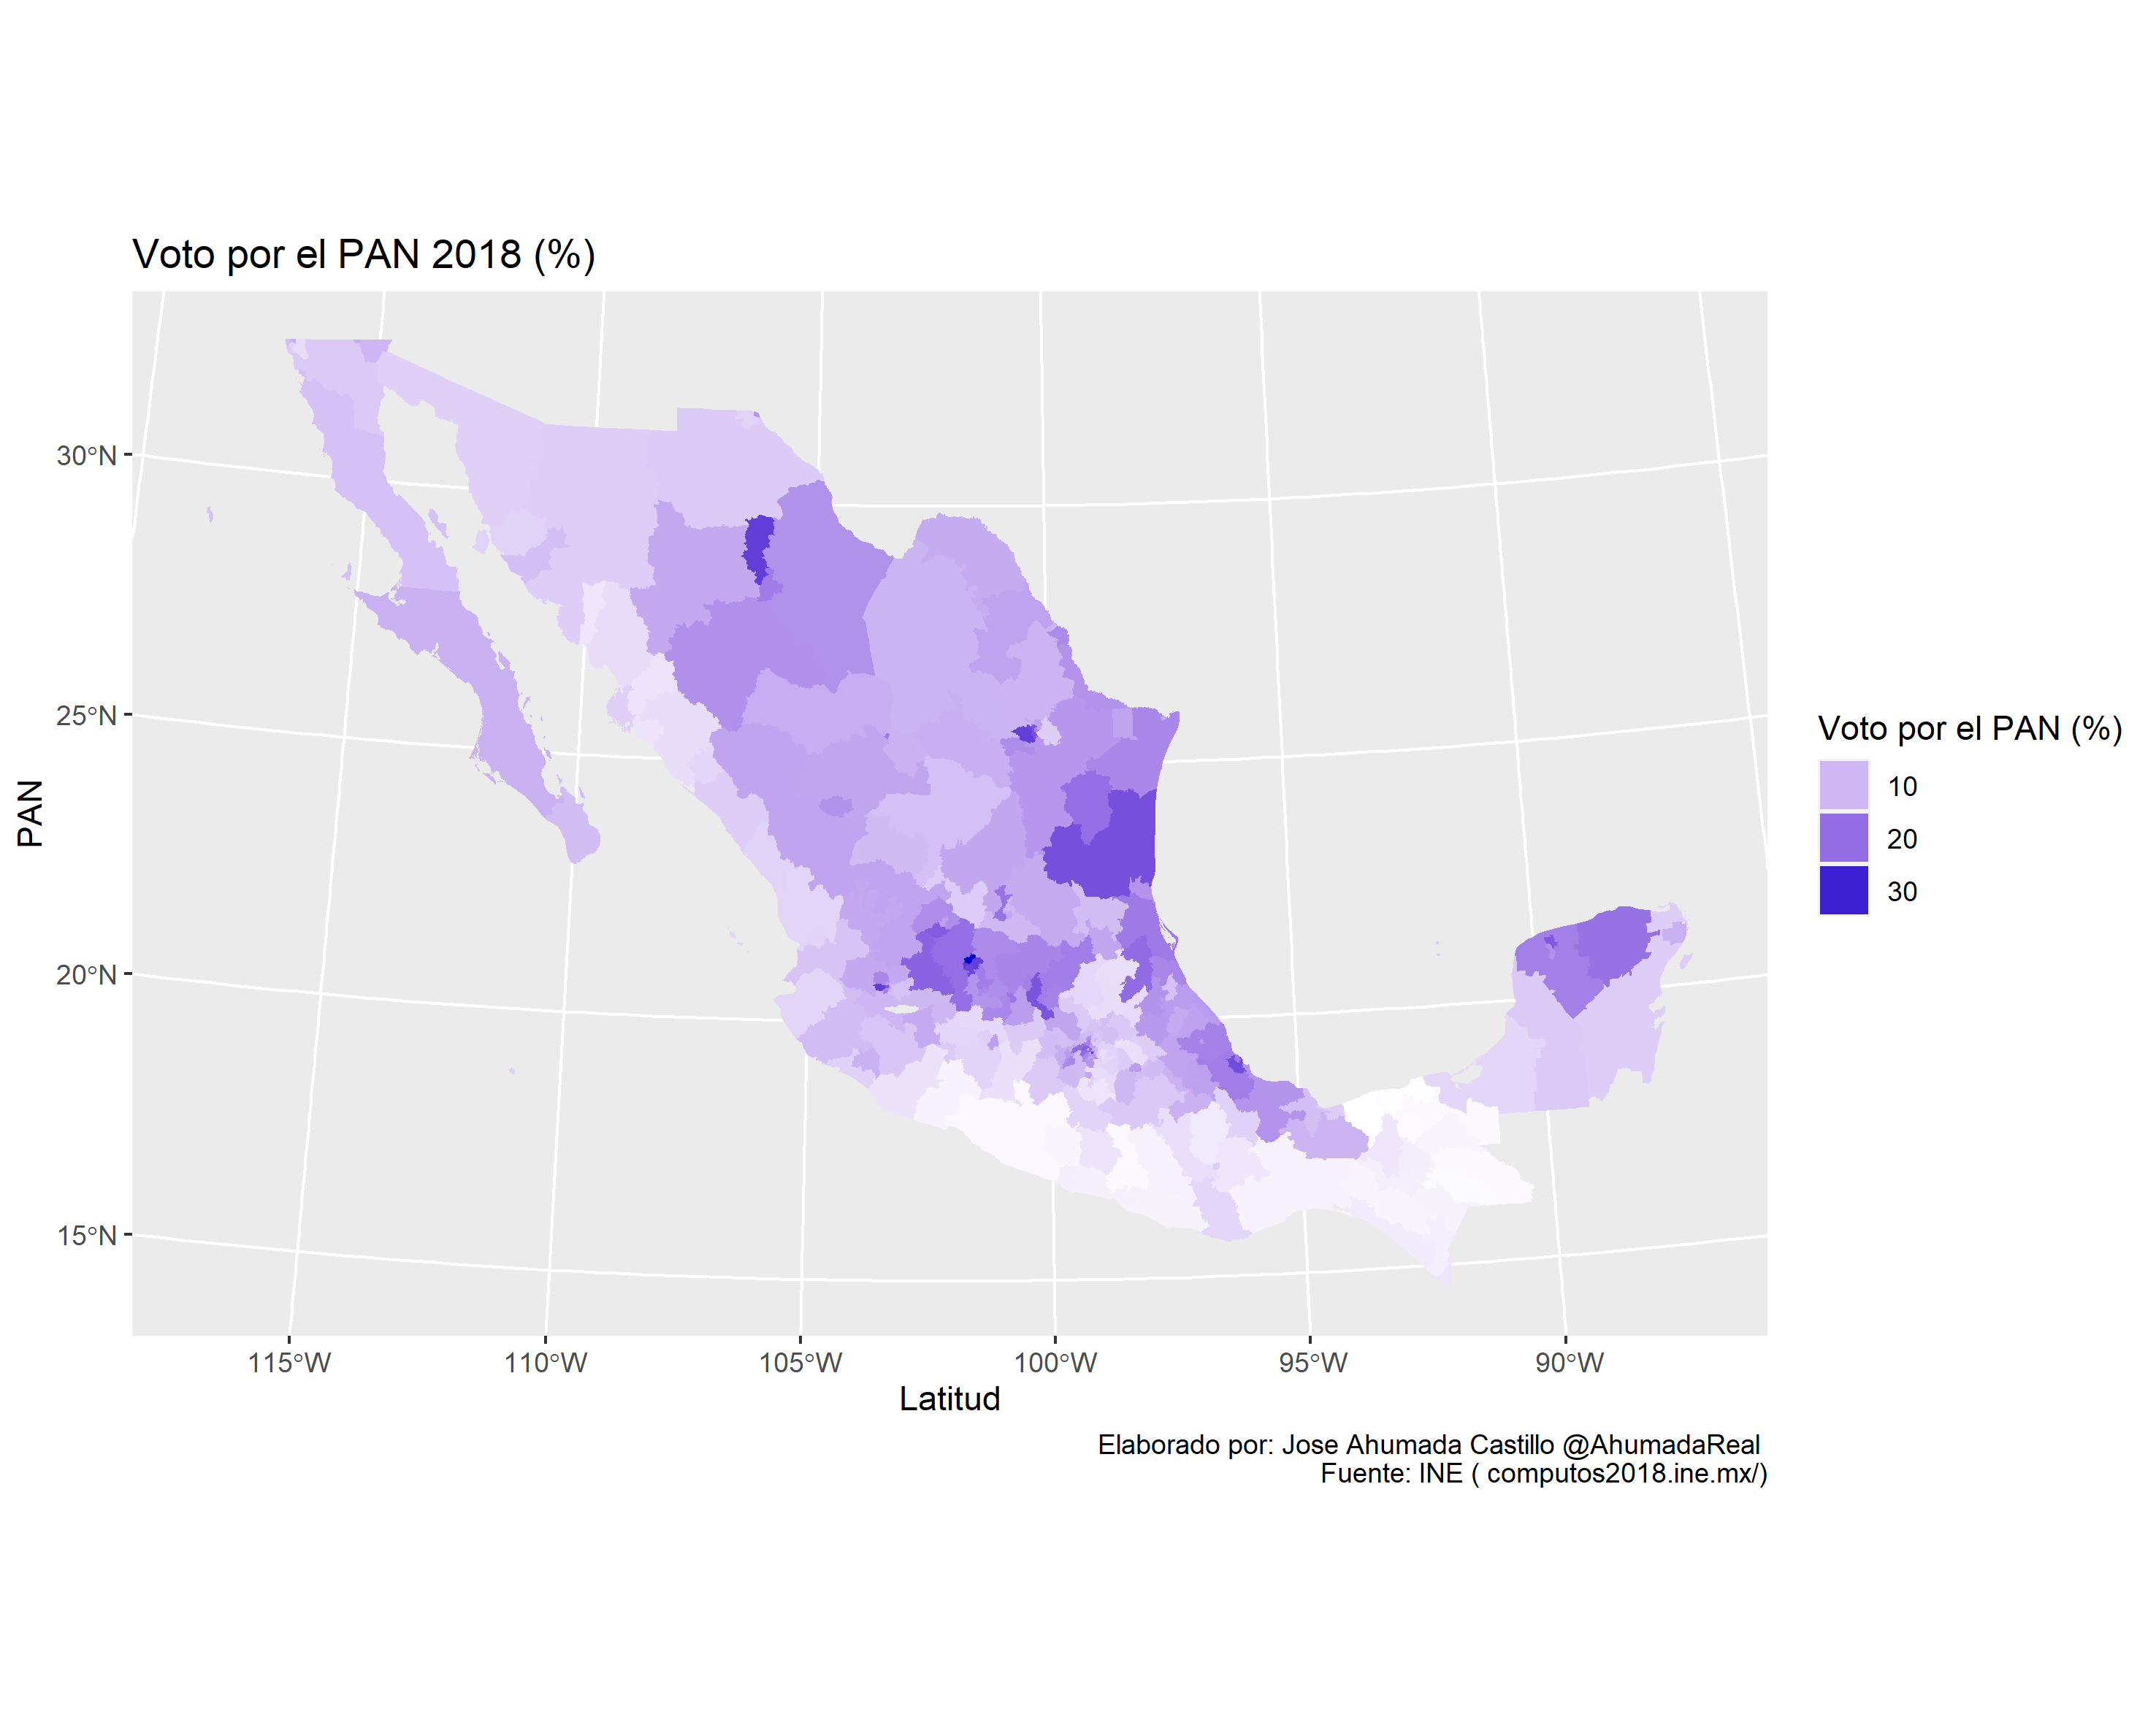 Voto por el PAN 2018 (%)
30°N
25°N
20°N
15°N
PAN
115°W
110°W
105°W
100°W
95°W
90°W
Latitud
Voto por el PAN (%)
10
20
30
Elaborado por: Jose Ahumada Castillo @AhumadaReal
Fuente: INE ( computos2018.ine.mx/)